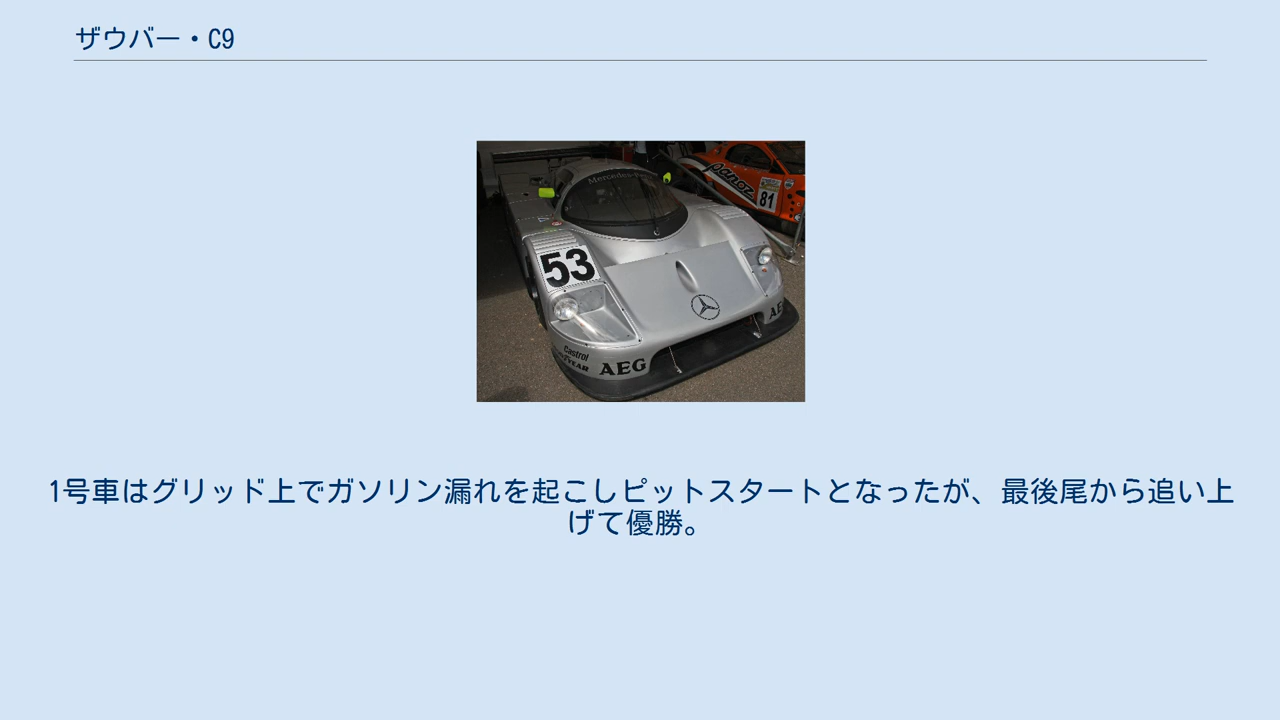 ザウバー・C9
Mercedes-Benz
panoz
81
53
Castrol
GOODYEAR
AEG
AE
1号車はグリッド上でガソリン漏れを起こしピットスタートとなったが、最後尾から追い上
げて優勝。